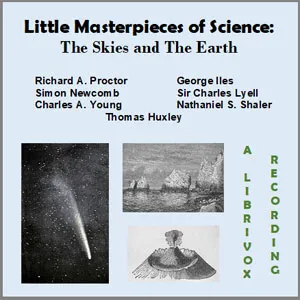 Little Masterpieces of Science:
The Skies and The Earth
Richard A. Proctor
George Iles
Simon Newcomb
Sir Charles Lyell
Charles A. Young
Nathaniel S. Shaler
Thomas Huxley
A LIBRIVOX
RECORDING